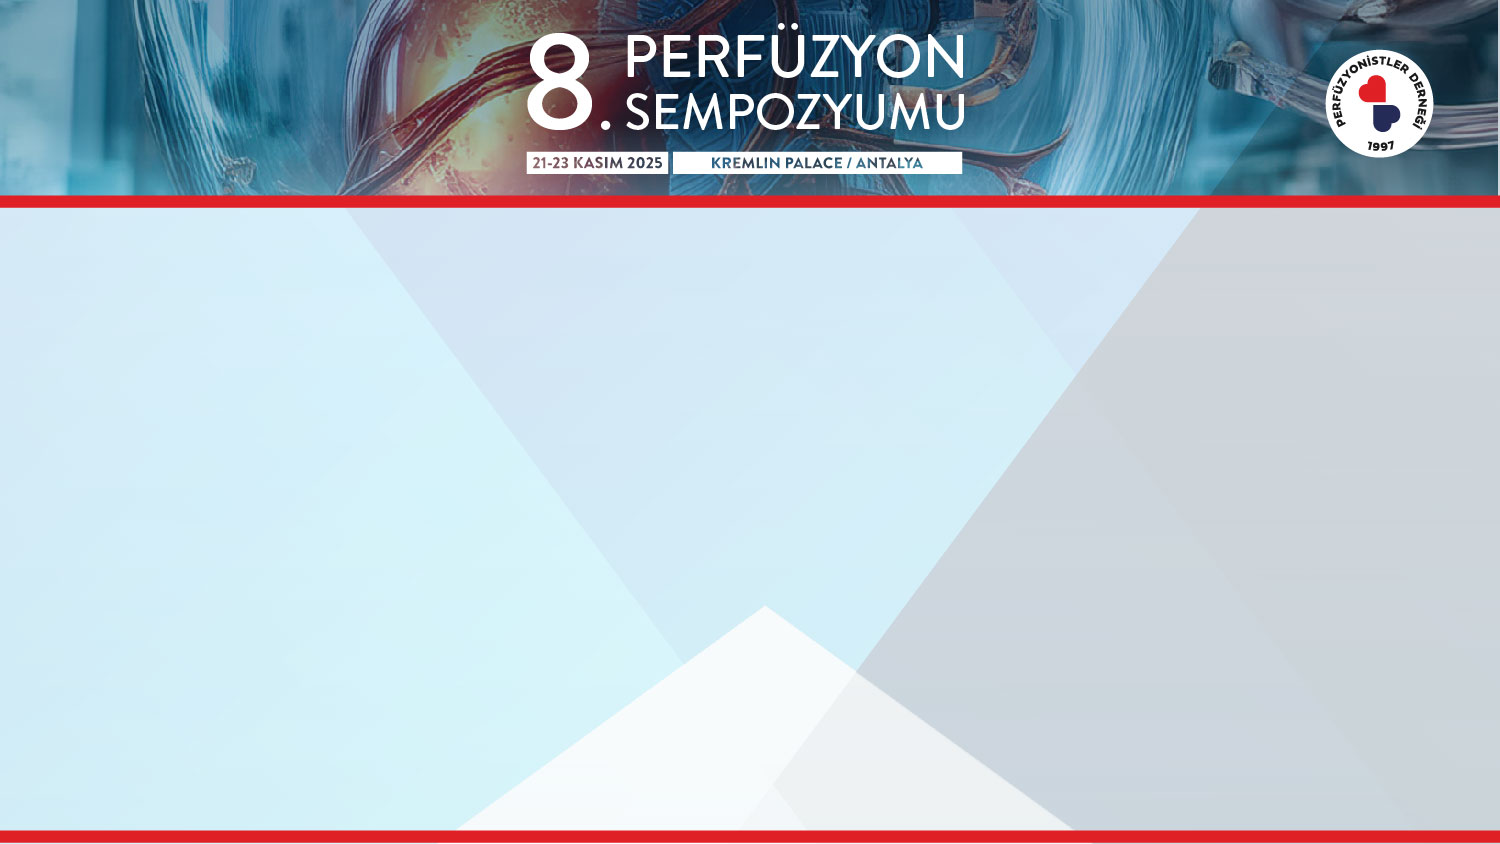 8. PERFÜZYON
SEMPOZYUMU
21-23 KASIM 2025
KREMLIN PALACE / ANTALYA
PERFÜZYONİSTLER DERNEĞİ
1997